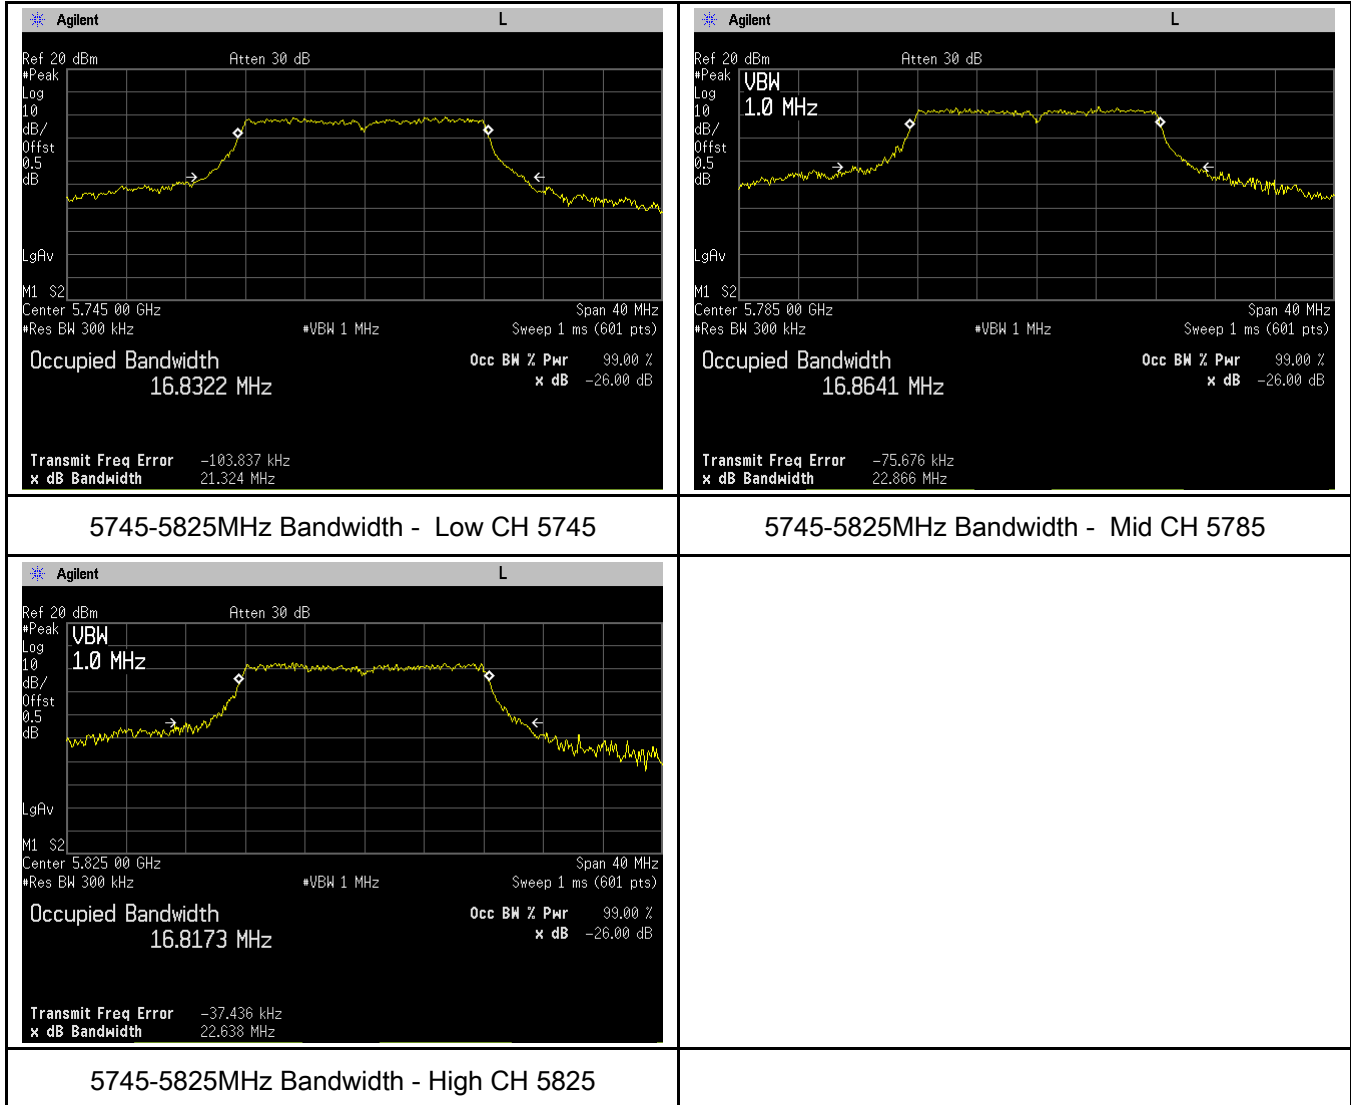 Agilent L
Ref 20 dBm Atten 30 dB
#Peak
Log
10
dB/
Offst
0.5
dB
LgAv
M1 S2
Center 5.745 00 GHz Span 40 MHz
#Res BW 300 kHz #VBW 1 MHz Sweep 1 ms (601 pts)
Occupied Bandwidth Occ BW % Pwr 99.00 %
16.8322 MHz x dB -26.00 dB
Transmit Freq Error -103.837 kHz
x dB Bandwidth 21.324 MHz
5745-5825MHz Bandwidth - Low CH 5745
Agilent L
Ref 20 dBm Atten 30 dB
#Peak
Log
10
dB/
Offst
0.5
dB
VBW
1.0 MHz
LgAv
M1 S2
Center 5.785 00 GHz Span 40 MHz
#Res BW 300 kHz #VBW 1 MHz Sweep 1 ms (601 pts)
Occupied Bandwidth Occ BW % Pwr 99.00 %
16.8641 MHz x dB -26.00 dB
Transmit Freq Error -75.676 kHz
x dB Bandwidth 22.866 MHz
5745-5825MHz Bandwidth - Mid CH 5785
Agilent L
Ref 20 dBm Atten 30 dB
#Peak
Log
10
dB/
Offst
0.5
dB
VBW
1.0 MHz
LgAv
M1 S2
Center 5.825 00 GHz Span 40 MHz
#Res BW 300 kHz #VBW 1 MHz Sweep 1 ms (601 pts)
Occupied Bandwidth Occ BW % Pwr 99.00 %
16.8173 MHz x dB -26.00 dB
Transmit Freq Error -37.436 kHz
x dB Bandwidth 22.638 MHz
5745-5825MHz Bandwidth - High CH 5825